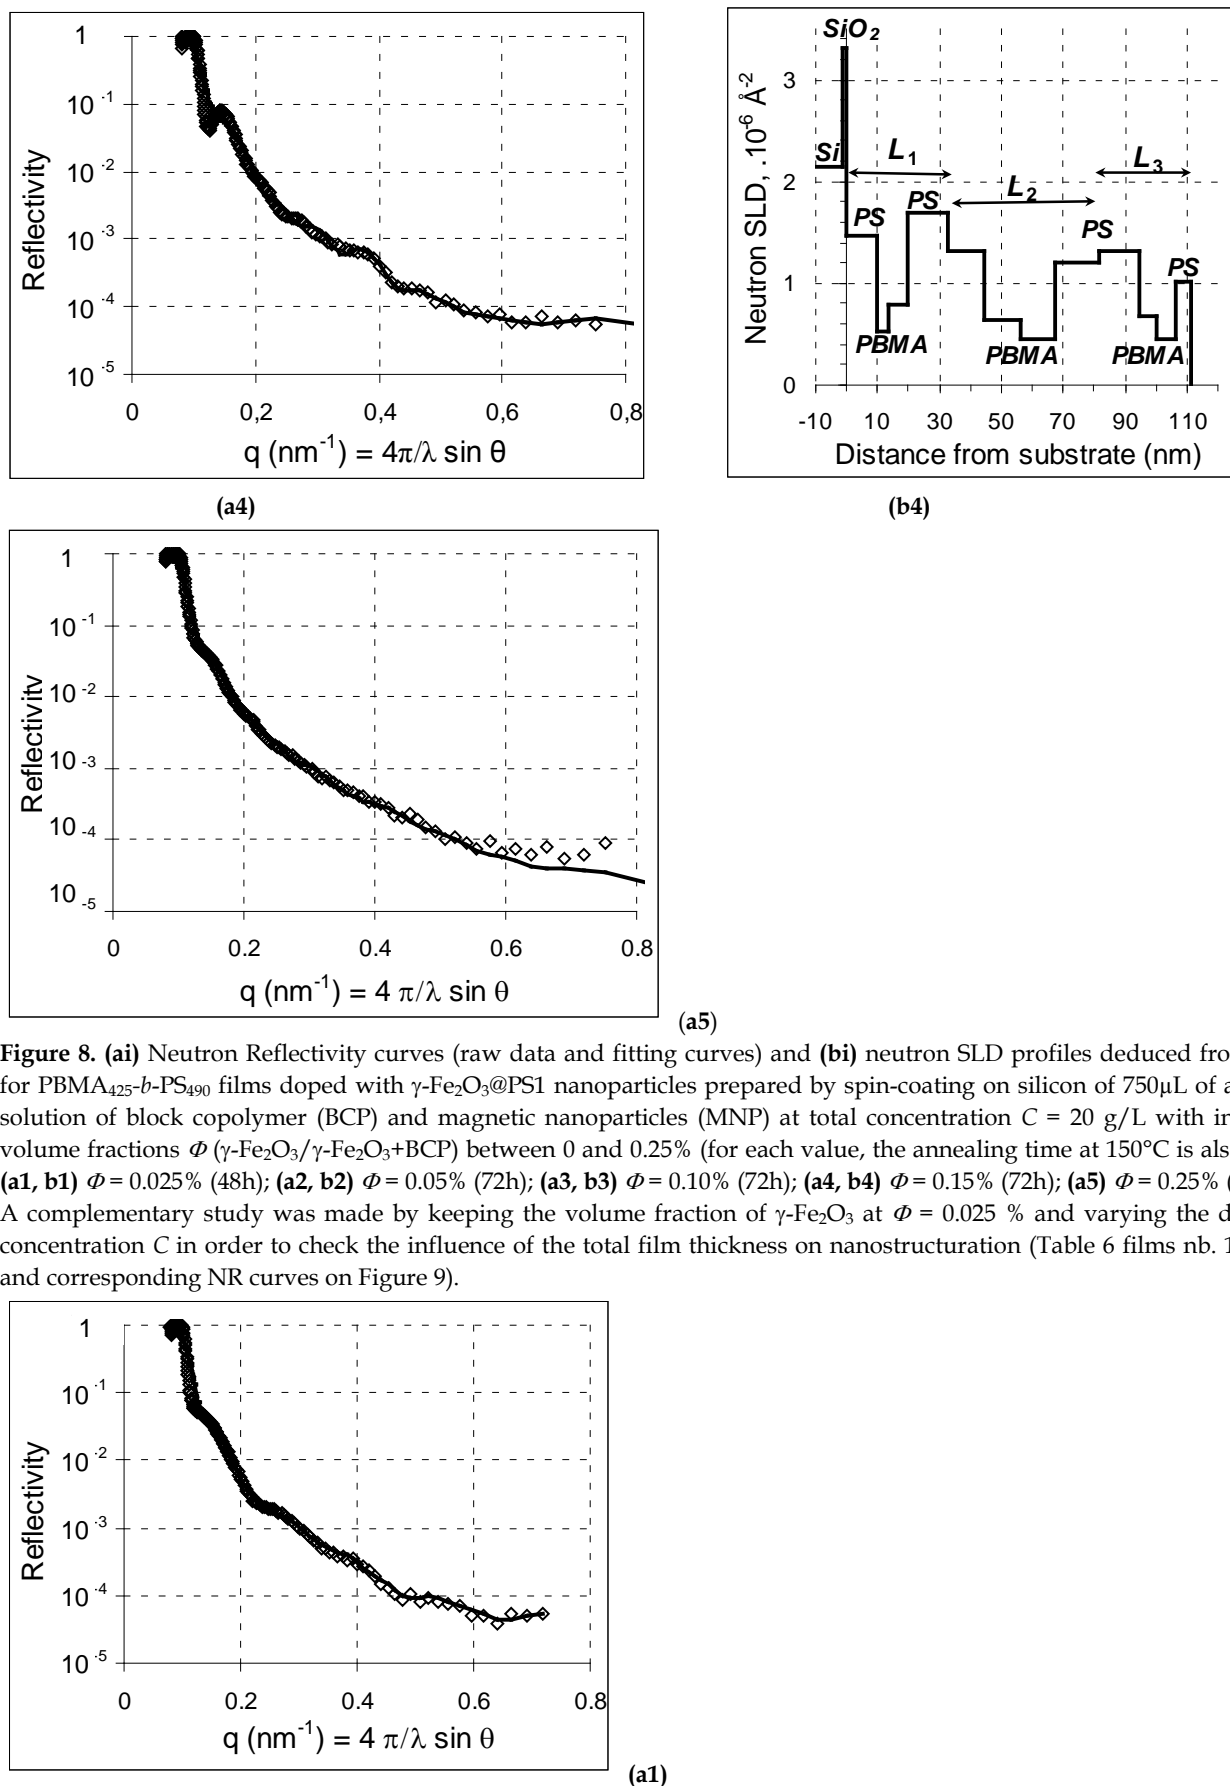 1
10⁻¹
10⁻²
10⁻³
10⁻⁴
10⁻⁵
Reflectivity
0 0,2 0,4 0,6 0,8
q (nm⁻¹) = 4π/λ sin θ
(a4)
SiO₂
3
Si
L₁
L₃
2
L₂
PS
PS
PS
PS
1
PBMA
PBMA
PBMA
0
Neutron SLD, .10⁻⁶ Å⁻²
-10 10 30 50 70 90 110
Distance from substrate (nm)
(b4)
1
10⁻¹
10⁻²
10⁻³
10⁻⁴
10⁻⁵
Reflectivity
0 0.2 0.4 0.6 0.8
q (nm⁻¹) = 4 π/λ sin θ
(a5)
Figure 8. (ai) Neutron Reflectivity curves (raw data and fitting curves) and (bi) neutron SLD profiles deduced fro
for PBMA₄₂₅-b-PS₄₉₀ films doped with γ-Fe₂O₃@PS1 nanoparticles prepared by spin-coating on silicon of 750µL of a
solution of block copolymer (BCP) and magnetic nanoparticles (MNP) at total concentration C = 20 g/L with in
volume fractions Φ (γ-Fe₂O₃/γ-Fe₂O₃+BCP) between 0 and 0.25% (for each value, the annealing time at 150°C is als
(a1, b1) Φ = 0.025% (48h); (a2, b2) Φ = 0.05% (72h); (a3, b3) Φ = 0.10% (72h); (a4, b4) Φ = 0.15% (72h); (a5) Φ = 0.25% (
A complementary study was made by keeping the volume fraction of γ-Fe₂O₃ at Φ = 0.025 % and varying the d
concentration C in order to check the influence of the total film thickness on nanostructuration (Table 6 films nb. 1
and corresponding NR curves on Figure 9).
1
10⁻¹
10⁻²
10⁻³
10⁻⁴
10⁻⁵
Reflectivity
0 0.2 0.4 0.6 0.8
q (nm⁻¹) = 4 π/λ sin θ
(a1)